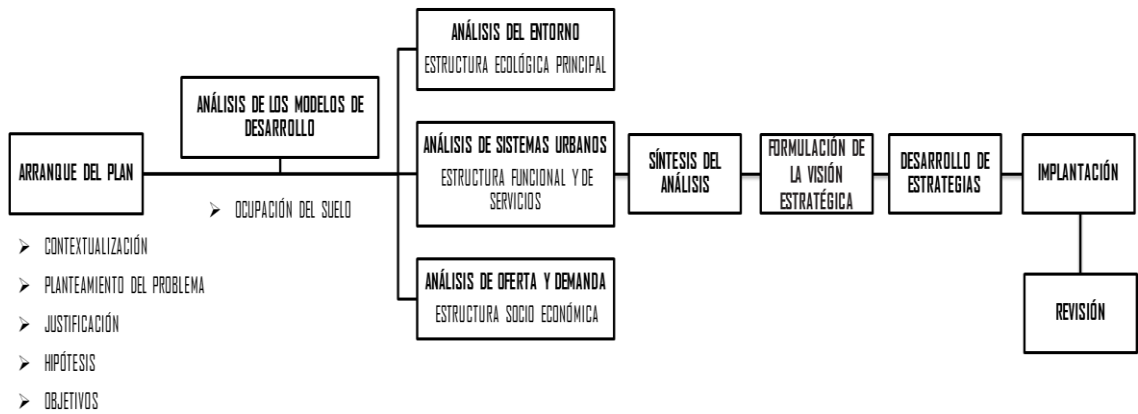 ARRANQUE DEL PLAN
➢ CONTEXTUALIZACIÓN
➢ PLANTEAMIENTO DEL PROBLEMA
➢ JUSTIFICACIÓN
➢ HIPÓTESIS
➢ OBJETIVOS
ANÁLISIS DE LOS MODELOS DE
DESARROLLO
➢ OCUPACIÓN DEL SUELO
ANÁLISIS DEL ENTORNO
ESTRUCTURA ECOLÓGICA PRINCIPAL
ANÁLISIS DE SISTEMAS URBANOS
ESTRUCTURA FUNCIONAL Y DE
SERVICIOS
ANÁLISIS DE OFERTA Y DEMANDA
ESTRUCTURA SOCIO ECONÓMICA
SÍNTESIS DEL
ANÁLISIS
FORMULACIÓN DE
LA VISIÓN
ESTRATÉGICA
DESARROLLO DE
ESTRATEGIAS
IMPLANTACIÓN
REVISIÓN